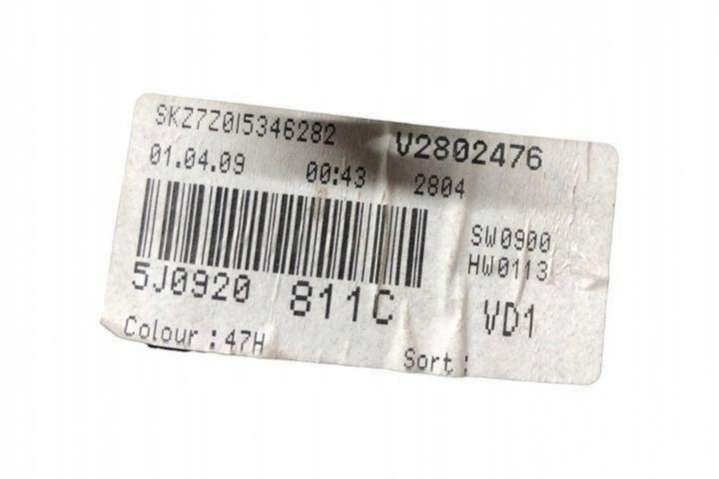 SKZ7Z0I5346282 V2802476
01.04.09 00:43 2804
SW0900
HW0113
5J0920 811C VD1
Colour : 47H Sort :